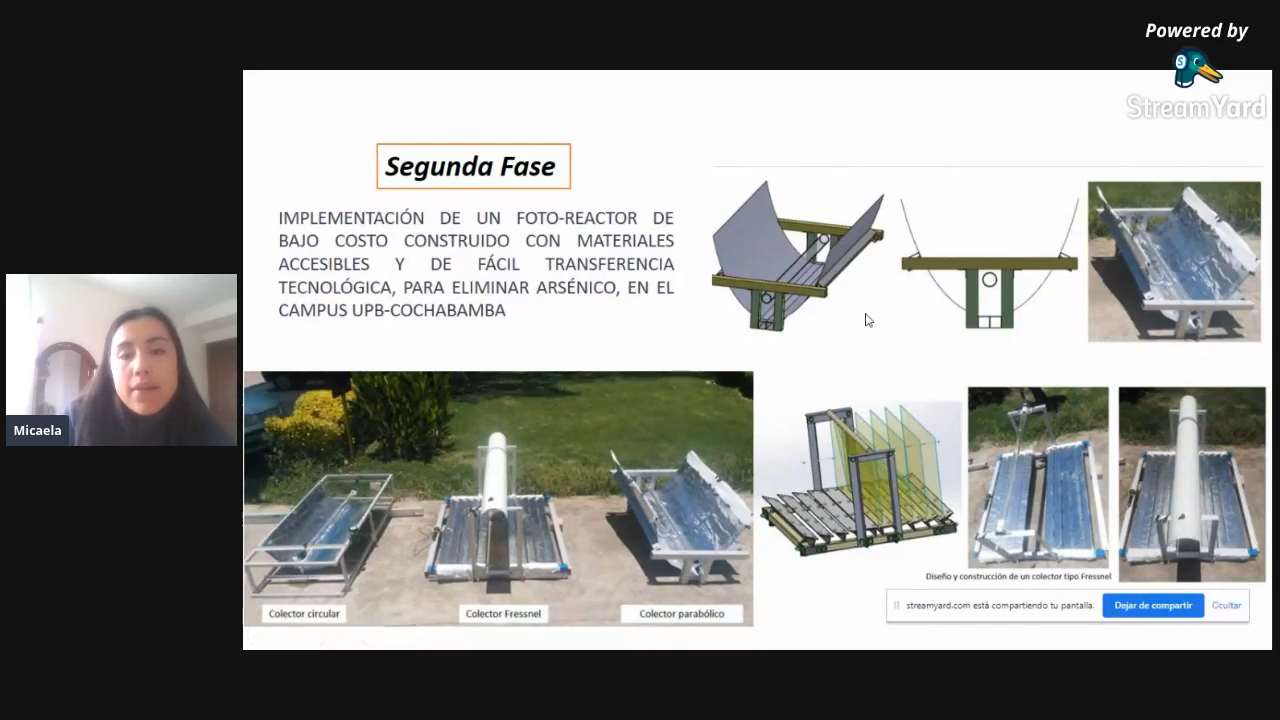 Powered by
StreamYard
Segunda Fase
IMPLEMENTACIÓN DE UN FOTO-REACTOR DE
BAJO COSTO CONSTRUIDO CON MATERIALES
ACCESIBLES Y DE FÁCIL TRANSFERENCIA
TECNOLÓGICA, PARA ELIMINAR ARSÉNICO, EN EL
CAMPUS UPB-COCHABAMBA
Micaela
Colector circular
Colector Fressnel
Colector parabólico
Diseño y construcción de un colector tipo Fressnel
streamyard.com está compartiendo tu pantalla.
Dejar de compartir
Ocultar